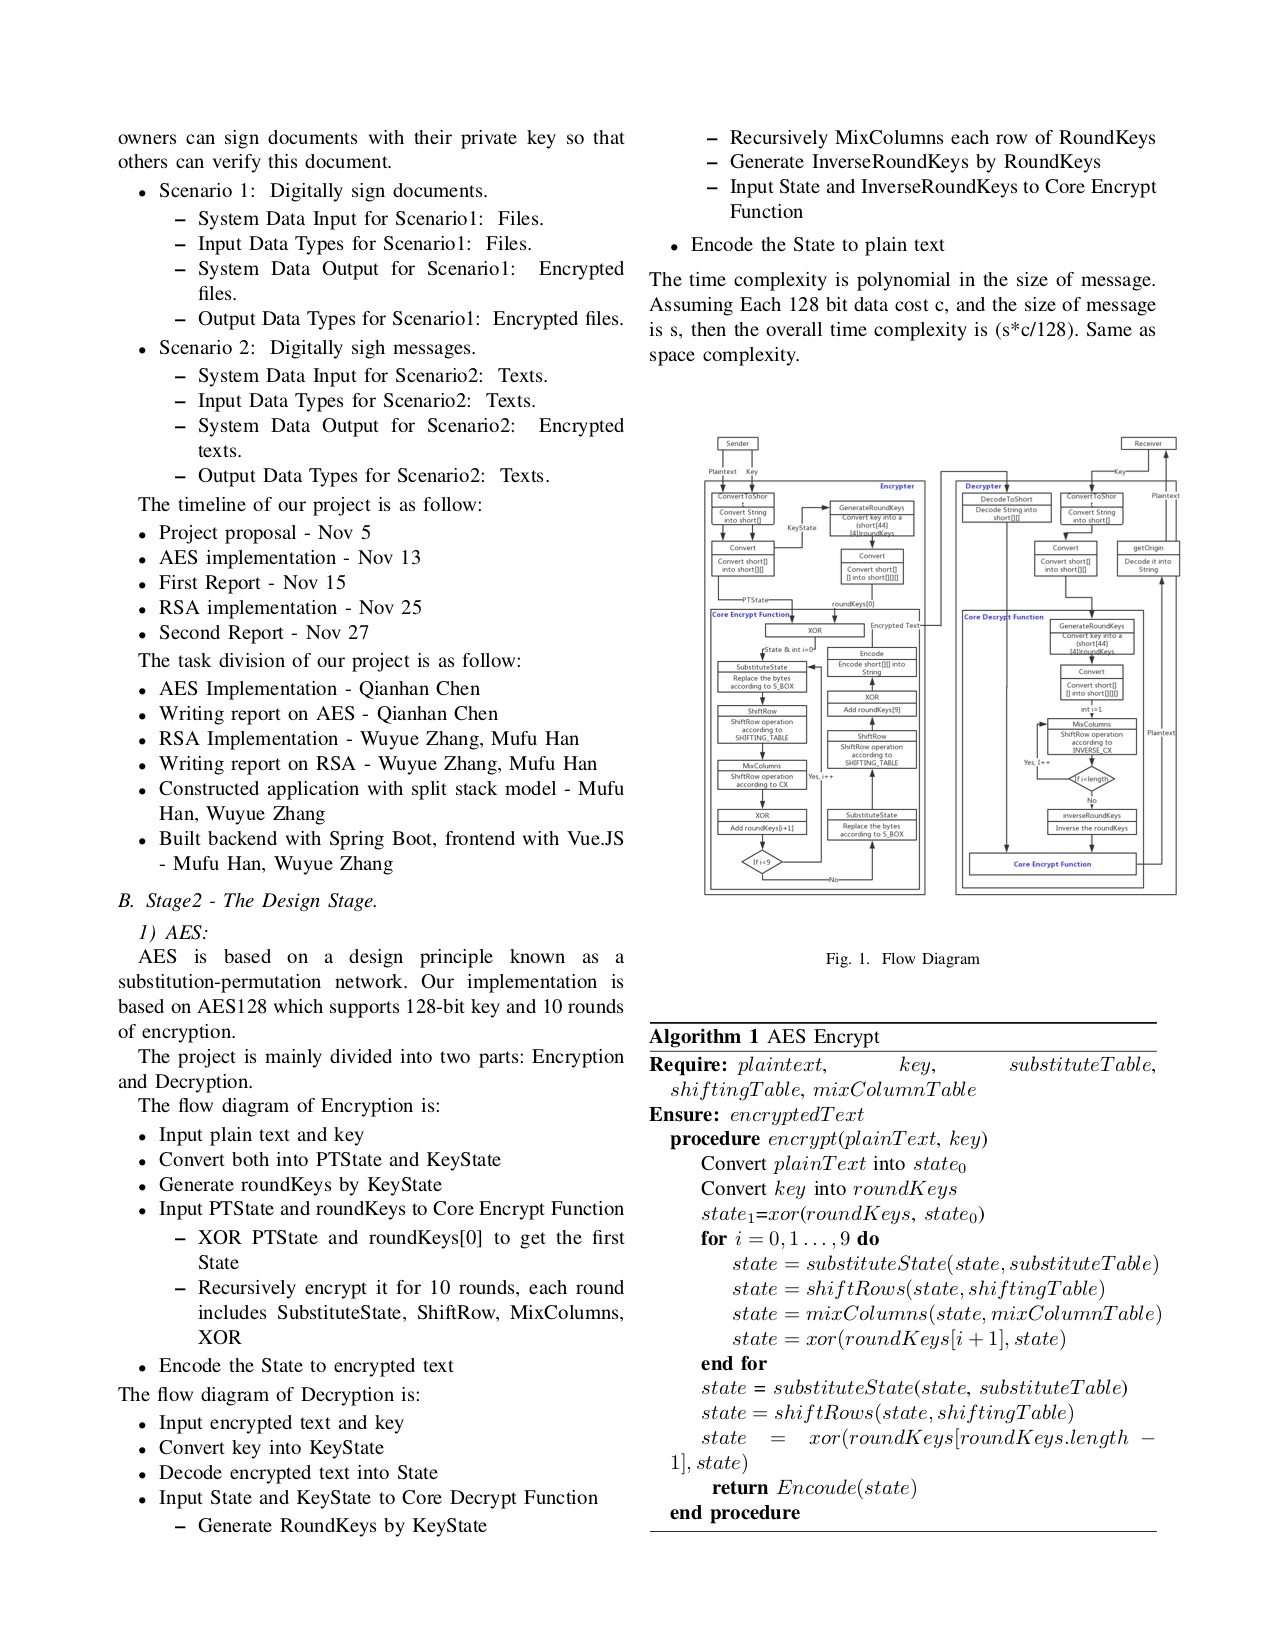 owners can sign documents with their private key so that
others can verify this document.
• Scenario 1: Digitally sign documents.
– System Data Input for Scenario1: Files.
– Input Data Types for Scenario1: Files.
– System Data Output for Scenario1: Encrypted
files.
– Output Data Types for Scenario1: Encrypted files.
• Scenario 2: Digitally sigh messages.
– System Data Input for Scenario2: Texts.
– Input Data Types for Scenario2: Texts.
– System Data Output for Scenario2: Encrypted
texts.
– Output Data Types for Scenario2: Texts.
The timeline of our project is as follow:
• Project proposal - Nov 5
• AES implementation - Nov 13
• First Report - Nov 15
• RSA implementation - Nov 25
• Second Report - Nov 27
The task division of our project is as follow:
• AES Implementation - Qianhan Chen
• Writing report on AES - Qianhan Chen
• RSA Implementation - Wuyue Zhang, Mufu Han
• Writing report on RSA - Wuyue Zhang, Mufu Han
• Constructed application with split stack model - Mufu
Han, Wuyue Zhang
• Built backend with Spring Boot, frontend with Vue.JS
- Mufu Han, Wuyue Zhang
B. Stage2 - The Design Stage.
1) AES:
AES is based on a design principle known as a
substitution-permutation network. Our implementation is
based on AES128 which supports 128-bit key and 10 rounds
of encryption.
The project is mainly divided into two parts: Encryption
and Decryption.
The flow diagram of Encryption is:
• Input plain text and key
• Convert both into PTState and KeyState
• Generate roundKeys by KeyState
• Input PTState and roundKeys to Core Encrypt Function
– XOR PTState and roundKeys[0] to get the first
State
– Recursively encrypt it for 10 rounds, each round
includes SubstituteState, ShiftRow, MixColumns,
XOR
• Encode the State to encrypted text
The flow diagram of Decryption is:
• Input encrypted text and key
• Convert key into KeyState
• Decode encrypted text into State
• Input State and KeyState to Core Decrypt Function
– Generate RoundKeys by KeyState
– Recursively MixColumns each row of RoundKeys
– Generate InverseRoundKeys by RoundKeys
– Input State and InverseRoundKeys to Core Encrypt
Function
• Encode the State to plain text
The time complexity is polynomial in the size of message.
Assuming Each 128 bit data cost c, and the size of message
is s, then the overall time complexity is (s*c/128). Same as
space complexity.
Sender
Plaintext Key
Encrypter
ConvertToShor
t
Convert String
into short[]
KeyState
GenerateRoundKeys
Convert key into a
(short[44]
[4])roundKeys
Convert
Convert short[]
into short[][]
Convert
Convert short[]
[] into short[][][]
PTState
roundKeys[0]
Core Encrypt Function
XOR
Encrypted Text
State & int i=0
SubstituteState
Replace the bytes
according to S_BOX
ShiftRow
ShiftRow operation
according to
SHIFTING_TABLE
MixColumns
ShiftRow operation
according to CX
XOR
Add roundKeys[i+1]
If i<9
Yes, i++
No
SubstituteState
Replace the bytes
according to S_BOX
ShiftRow
ShiftRow operation
according to
SHIFTING_TABLE
XOR
Add roundKeys[9]
Encode
Encode short[][] into
String
Receiver
Key
Plaintext
Decrypter
DecodeToShort
Decode String into
short[][]
ConvertToShor
t
Convert String
into short[]
Convert
Convert short[]
into short[][]
getOrigin
Decode it into
String
Core Decrypt Function
GenerateRoundKeys
Convert key into a
(short[44]
[4])roundKeys
Convert
Convert short[]
[] into short[][][]
int i=1
MixColumns
ShiftRow operation
according to
INVERSE_CX
Plaintext
Yes, I++
If i<length
No
inverseRoundKeys
Inverse the roundKeys
Core Encrypt Function
Fig. 1. Flow Diagram
Algorithm 1 AES Encrypt
Require: plaintext, key, substituteTable,
shiftingTable, mixColumnTable
Ensure: encryptedText
procedure encrypt(plainText, key)
Convert plainText into state₀
Convert key into roundKeys
state₁=xor(roundKeys, state₀)
for i = 0, 1 . . . , 9 do
state = substituteState(state, substituteTable)
state = shiftRows(state, shiftingTable)
state = mixColumns(state, mixColumnTable)
state = xor(roundKeys[i + 1], state)
end for
state = substituteState(state, substituteTable)
state = shiftRows(state, shiftingTable)
state = xor(roundKeys[roundKeys.length −
1], state)
return Encoude(state)
end procedure